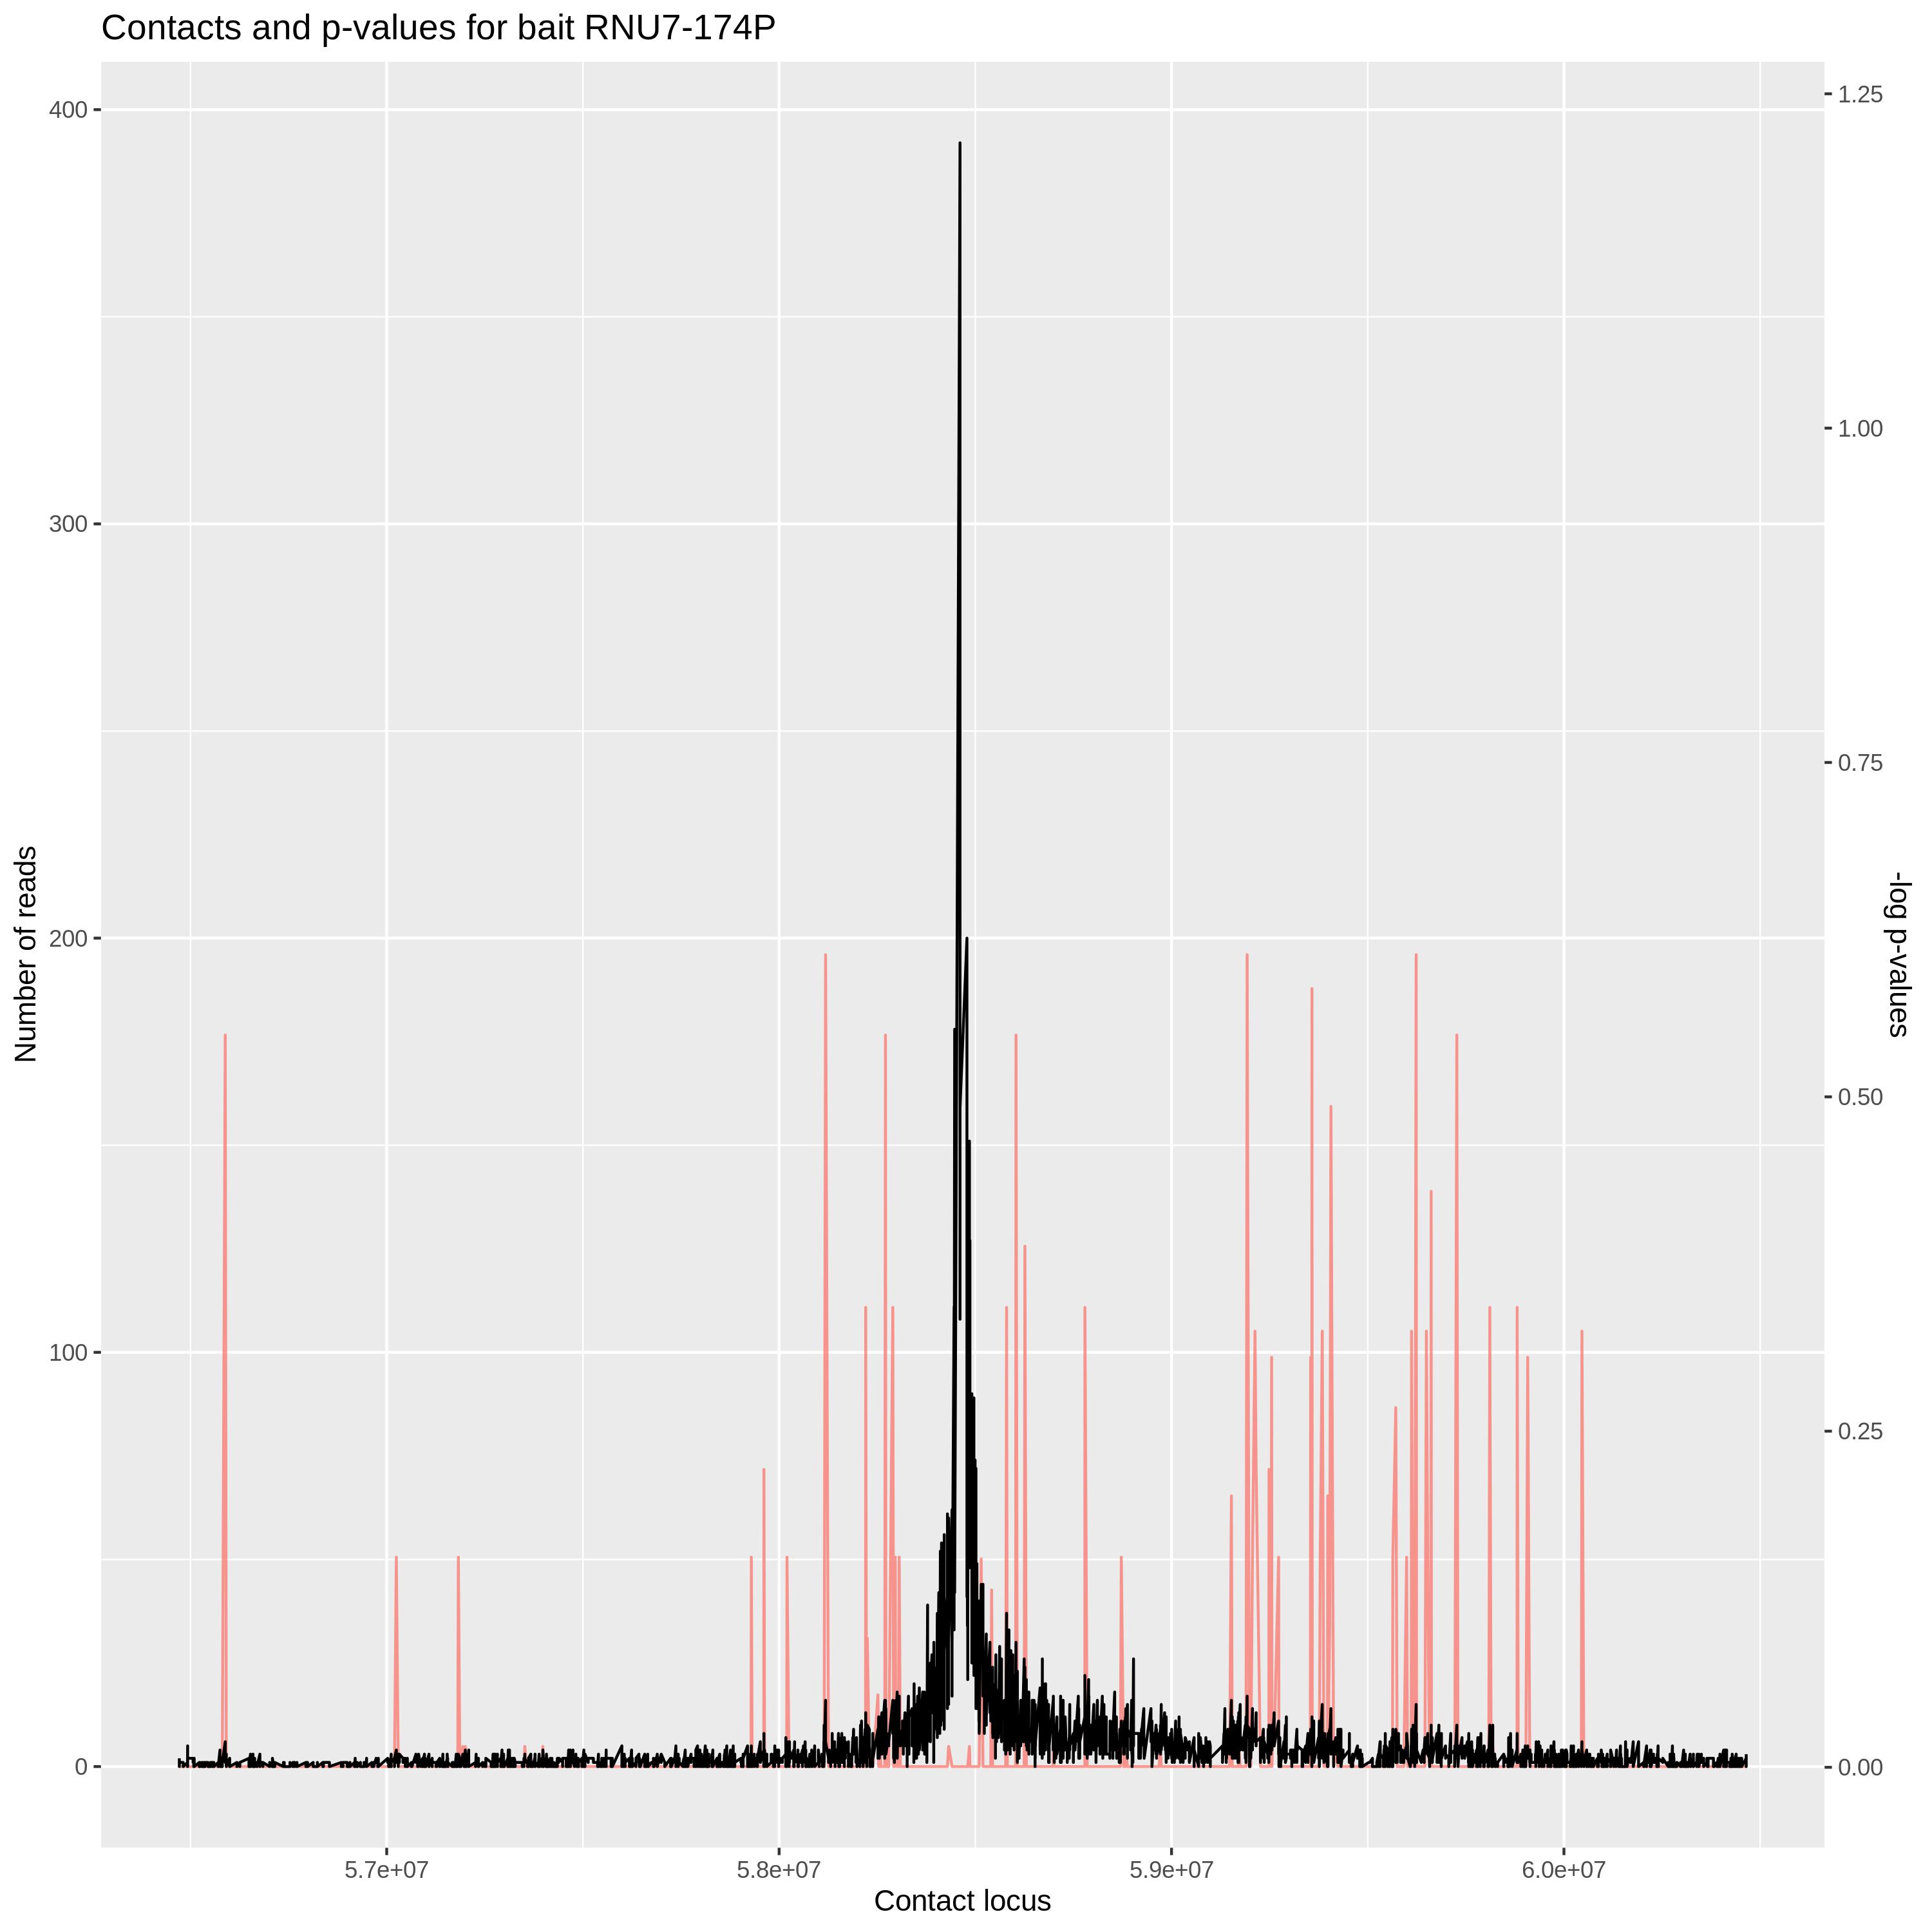 Contacts and p-values for bait RNU7-174P
400
300
200
100
0
1.25
1.00
0.75
0.50
0.25
0.00
Number of reads
-log p-values
5.7e+07
5.8e+07
5.9e+07
6.0e+07
Contact locus